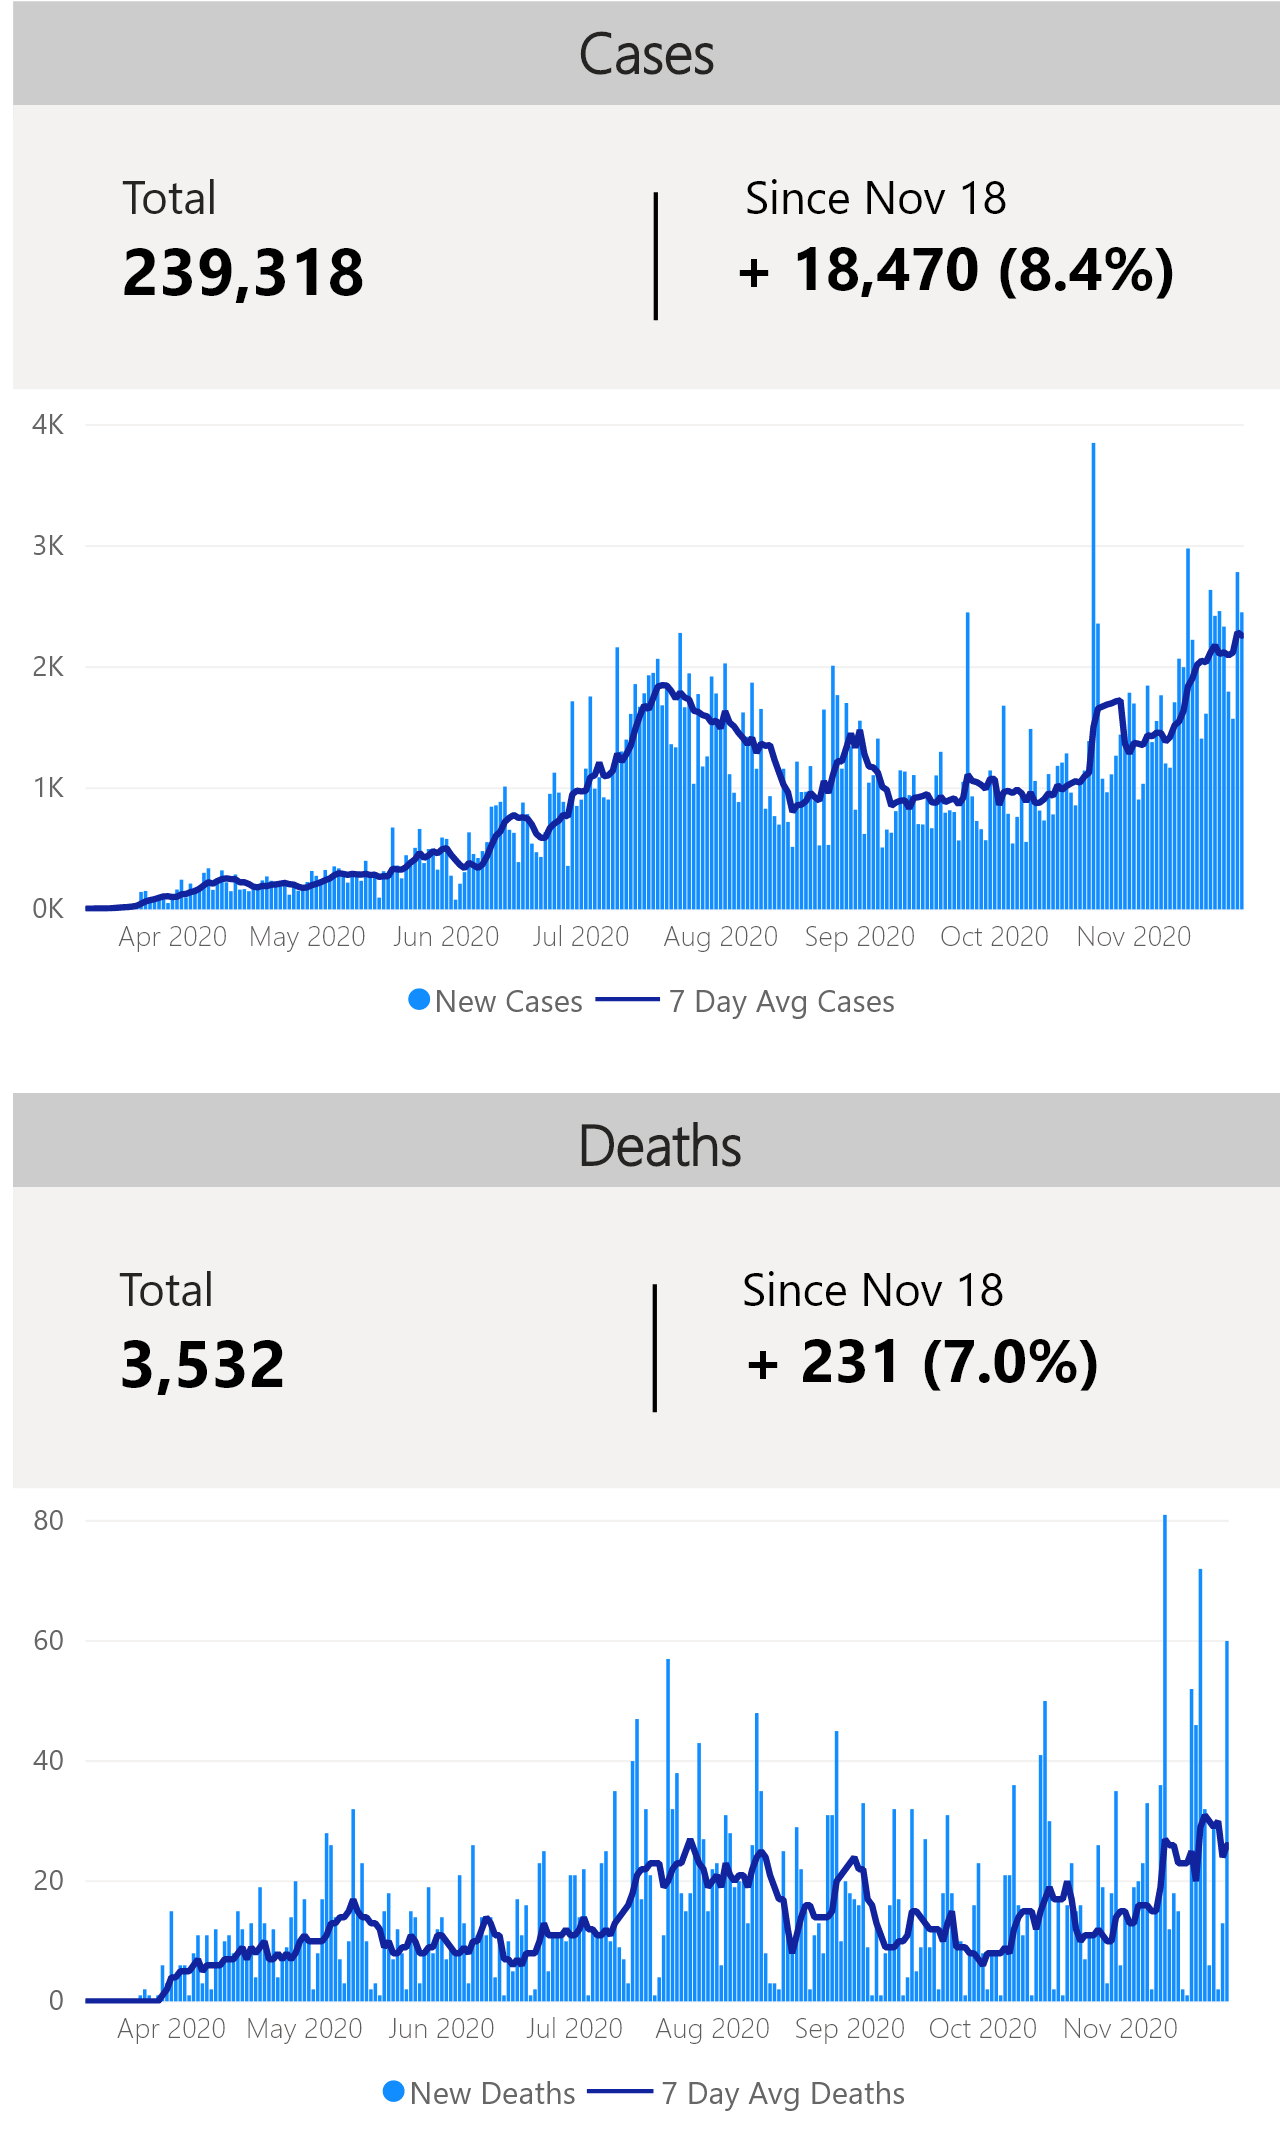 Cases
Total
Since Nov 18
239,318
+ 18,470 (8.4%)
4K
3K
2K
1K
0K
Apr 2020 May 2020 Jun 2020 Jul 2020 Aug 2020 Sep 2020 Oct 2020 Nov 2020
New Cases 7 Day Avg Cases
Deaths
Total
Since Nov 18
3,532
+ 231 (7.0%)
80
60
40
20
0
Apr 2020 May 2020 Jun 2020 Jul 2020 Aug 2020 Sep 2020 Oct 2020 Nov 2020
New Deaths 7 Day Avg Deaths